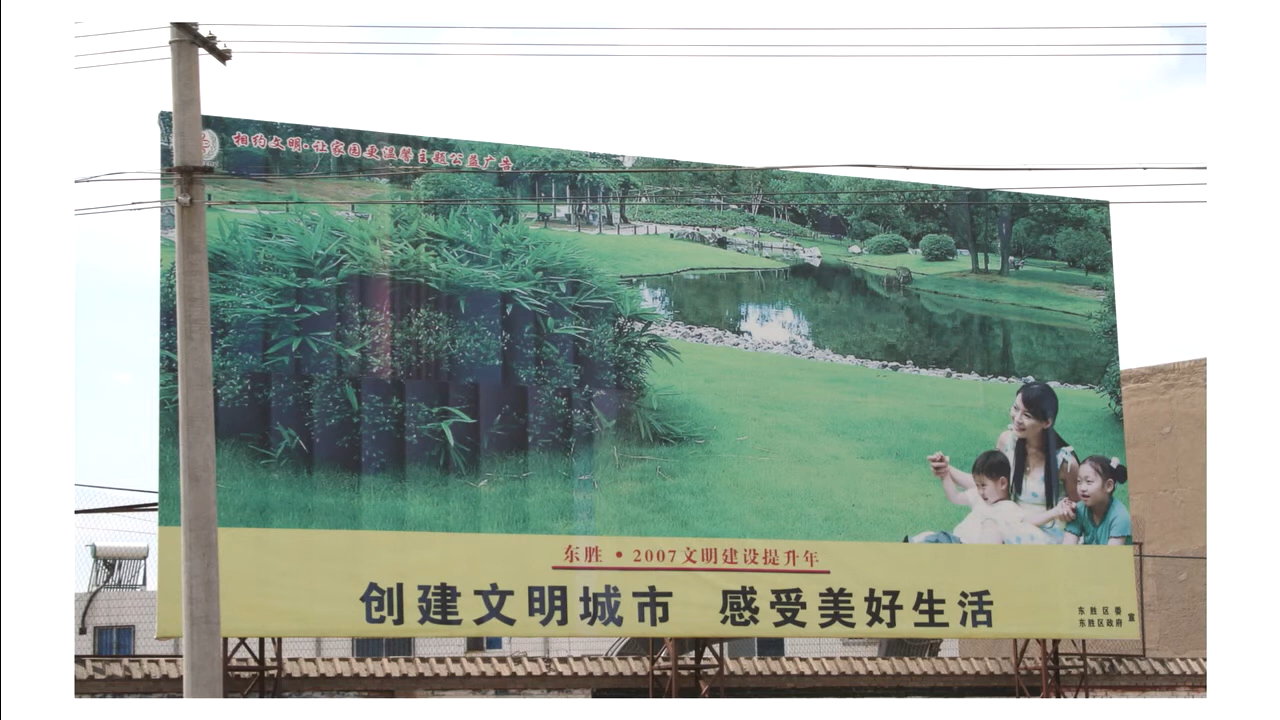 相约文明·让家园更温馨主题公益广告
东胜 • 2007文明建设提升年
创建文明城市 感受美好生活
东胜区委
东胜区政府 宣